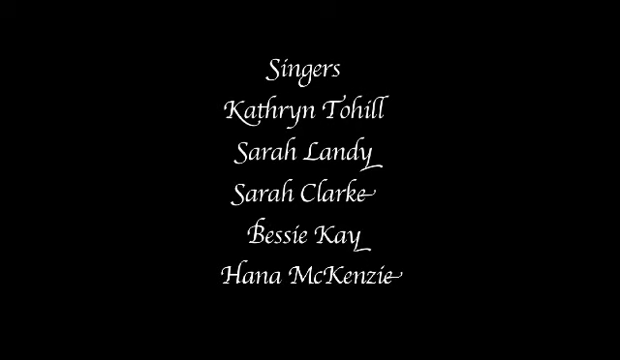 Singers
Kathryn Tohill
Sarah Landy
Sarah Clarke
Bessie Kay
Hana McKenzie